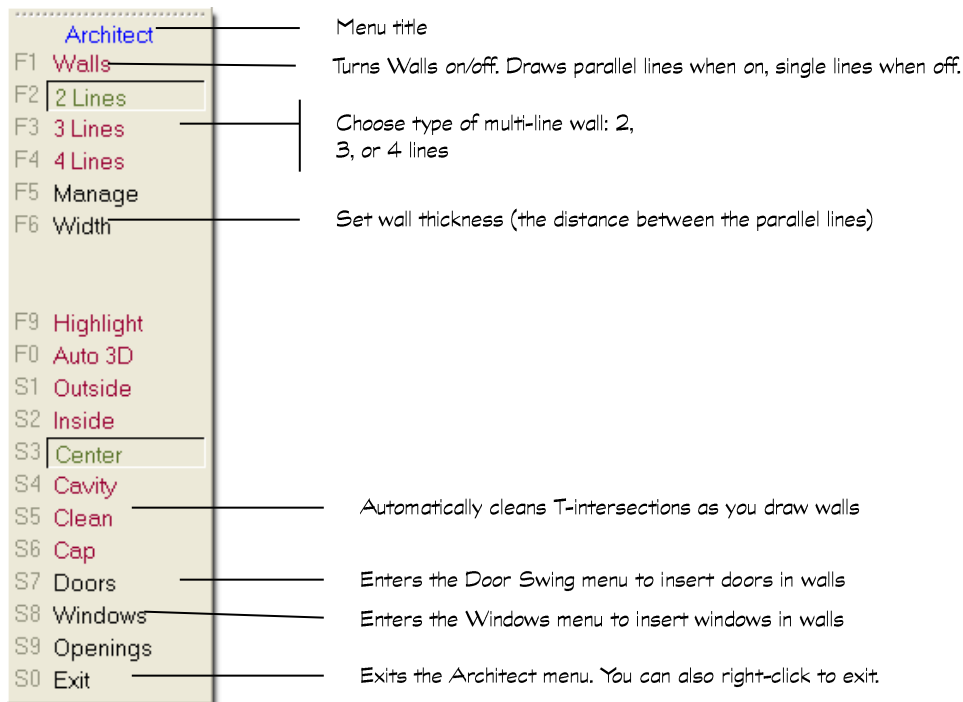 Architect
Menu title
F1 Walls
Turns Walls on/off. Draws parallel lines when on, single lines when off.
F2 2 Lines
F3 3 Lines
Choose type of multi-line wall: 2,
3, or 4 lines
F4 4 Lines
F5 Manage
F6 Width
Set wall thickness (the distance between the parallel lines)
F9 Highlight
F0 Auto 3D
S1 Outside
S2 Inside
S3 Center
S4 Cavity
S5 Clean
Automatically cleans T-intersections as you draw walls
S6 Cap
S7 Doors
Enters the Door Swing menu to insert doors in walls
S8 Windows
Enters the Windows menu to insert windows in walls
S9 Openings
S0 Exit
Exits the Architect menu. You can also right-click to exit.